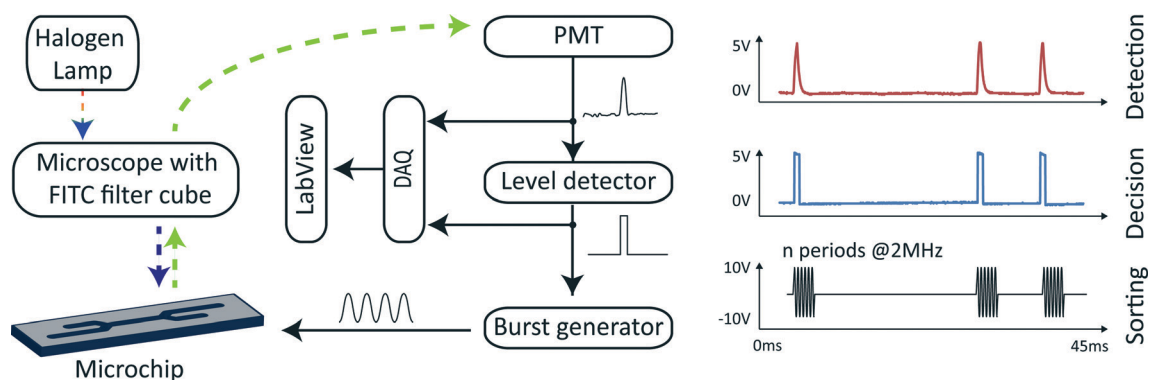 Halogen
Lamp
Microscope with
FITC filter cube
Microchip
LabView
DAQ
PMT
Level detector
Burst generator
5V
0V
Detection
5V
0V
Decision
n periods @2MHz
10V
-10V
0ms
45ms
Sorting